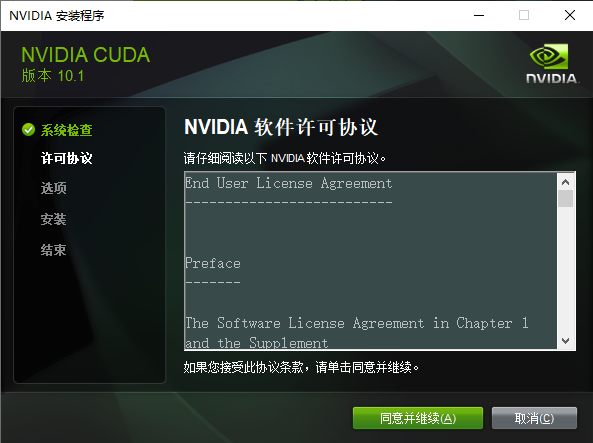 NVIDIA 安装程序
NVIDIA CUDA
版本 10.1
NVIDIA.
系统检查
许可协议
选项
安装
结束
NVIDIA 软件许可协议
请仔细阅读以下 NVIDIA 软件许可协议。
End User License Agreement
--------------------------
Preface
-------
The Software License Agreement in Chapter 1
and the Supplement
如果您接受此协议条款，请单击同意并继续。
同意并继续(A)
取消(C)